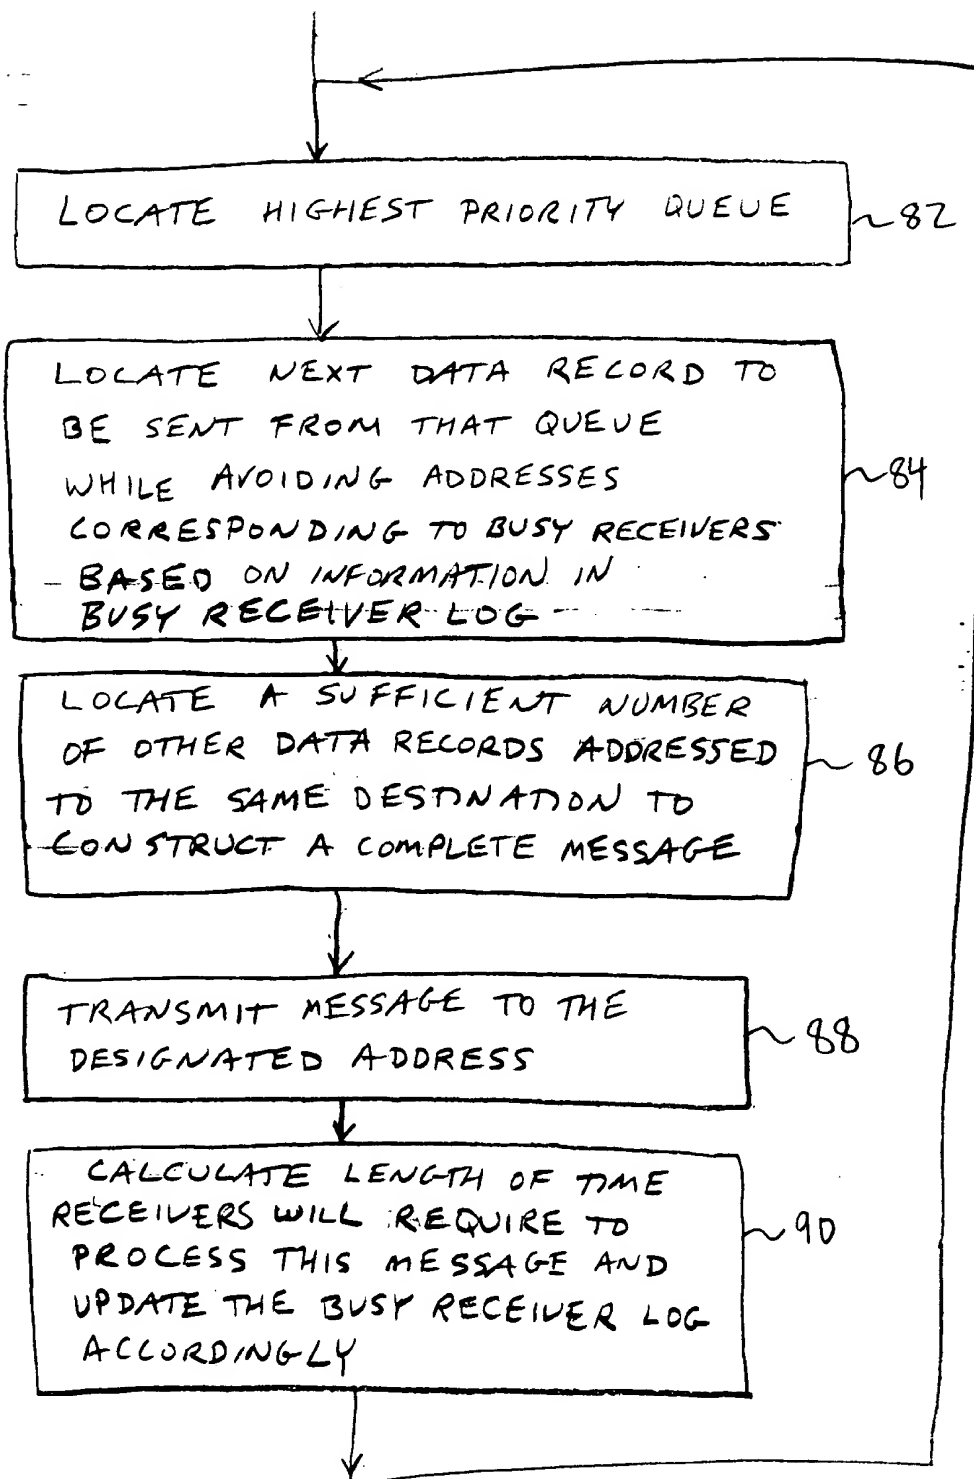 LOCATE HIGHEST PRIORITY QUEUE
82
LOCATE NEXT DATA RECORD TO
BE SENT FROM THAT QUEUE
WHILE AVOIDING ADDRESSES
CORRESPONDING TO BUSY RECEIVERS
BASED ON INFORMATION IN
BUSY RECEIVER LOG
84
LOCATE A SUFFICIENT NUMBER
OF OTHER DATA RECORDS ADDRESSED
TO THE SAME DESTINATION TO
CONSTRUCT A COMPLETE MESSAGE
86
TRANSMIT MESSAGE TO THE
DESIGNATED ADDRESS
88
CALCULATE LENGTH OF TIME
RECEIVERS WILL REQUIRE TO
PROCESS THIS MESSAGE AND
UPDATE THE BUSY RECEIVER LOG
ACCORDINGLY
90